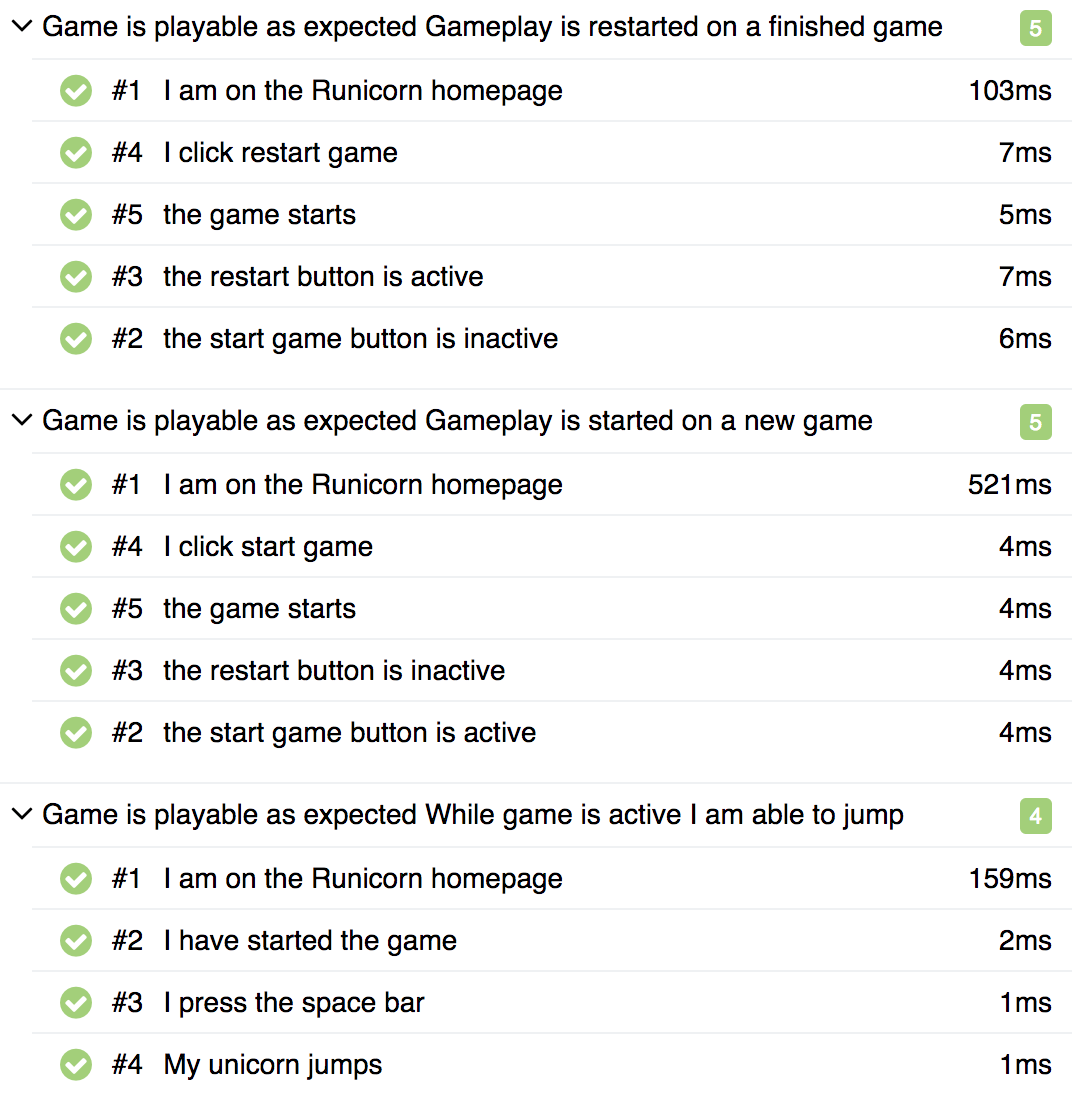 Game is playable as expected Gameplay is restarted on a finished game 5
#1 I am on the Runicorn homepage 103ms
#4 I click restart game 7ms
#5 the game starts 5ms
#3 the restart button is active 7ms
#2 the start game button is inactive 6ms
Game is playable as expected Gameplay is started on a new game 5
#1 I am on the Runicorn homepage 521ms
#4 I click start game 4ms
#5 the game starts 4ms
#3 the restart button is inactive 4ms
#2 the start game button is active 4ms
Game is playable as expected While game is active I am able to jump 4
#1 I am on the Runicorn homepage 159ms
#2 I have started the game 2ms
#3 I press the space bar 1ms
#4 My unicorn jumps 1ms